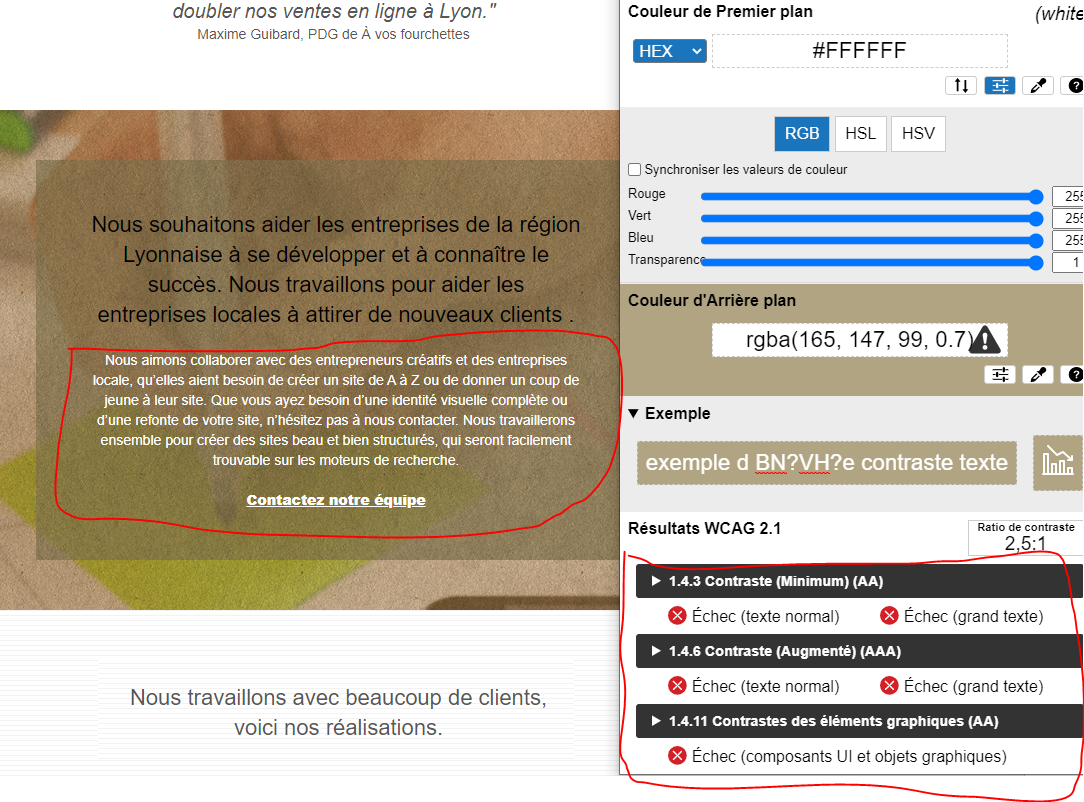 doubler nos ventes en ligne à Lyon."
Maxime Guibard, PDG de À vos fourchettes
Nous souhaitons aider les entreprises de la région
Lyonnaise à se développer et à connaître le
succès. Nous travaillons pour aider les
entreprises locales à attirer de nouveaux clients .
Nous aimons collaborer avec des entrepreneurs créatifs et des entreprises
locale, qu’elles aient besoin de créer un site de A à Z ou de donner un coup de
jeune à leur site. Que vous ayez besoin d’une identité visuelle complète ou
d’une refonte de votre site, n’hésitez pas à nous contacter. Nous travaillerons
ensemble pour créer des sites beau et bien structurés, qui seront facilement
trouvable sur les moteurs de recherche.
Contactez notre équipe
Nous travaillons avec beaucoup de clients,
voici nos réalisations.
Couleur de Premier plan
(white
HEX
#FFFFFF
RGB HSL HSV
Synchroniser les valeurs de couleur
Rouge 255
Vert 255
Bleu 255
Transparence 1
Couleur d'Arrière plan
rgba(165, 147, 99, 0.7)
Exemple
exemple d BN?VH?e contraste texte
Résultats WCAG 2.1
Ratio de contraste
2,5:1
1.4.3 Contraste (Minimum) (AA)
Échec (texte normal) Échec (grand texte)
1.4.6 Contraste (Augmenté) (AAA)
Échec (texte normal) Échec (grand texte)
1.4.11 Contrastes des éléments graphiques (AA)
Échec (composants UI et objets graphiques)